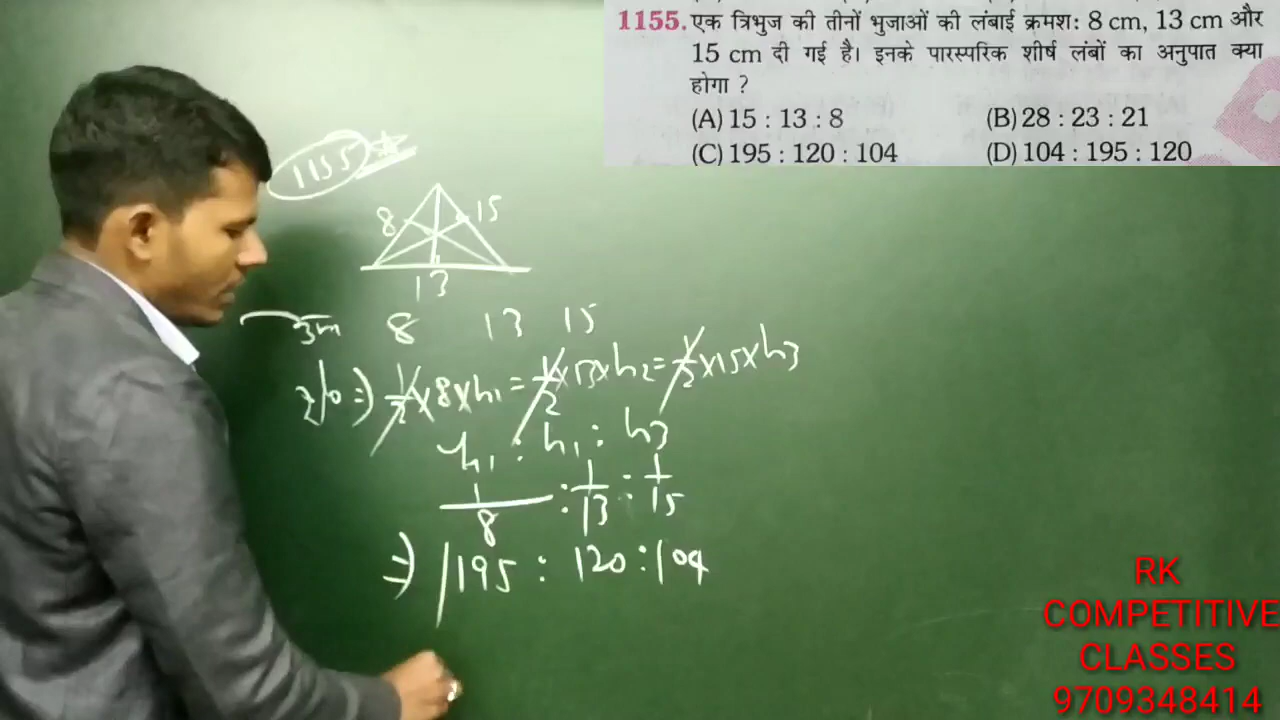 1155. एक त्रिभुज की तीनों भुजाओं की लंबाई क्रमश: 8 cm, 13 cm और
15 cm दी गई है। इनके पारस्परिक शीर्ष लंबों का अनुपात क्या
होगा ?
(A) 15 : 13 : 8 (B) 28 : 23 : 21
(C) 195 : 120 : 104 (D) 104 : 195 : 120
1155
8 15
13
8 13 15
1/2 × 8 × h1 = 1/2 × 13 × h2 = 1/2 × 15 × h3
h1 : h1 : h3
1/8 : 1/13 : 1/15
⇒ 195 : 120 : 104
RK
COMPETITIVE
CLASSES
9709348414